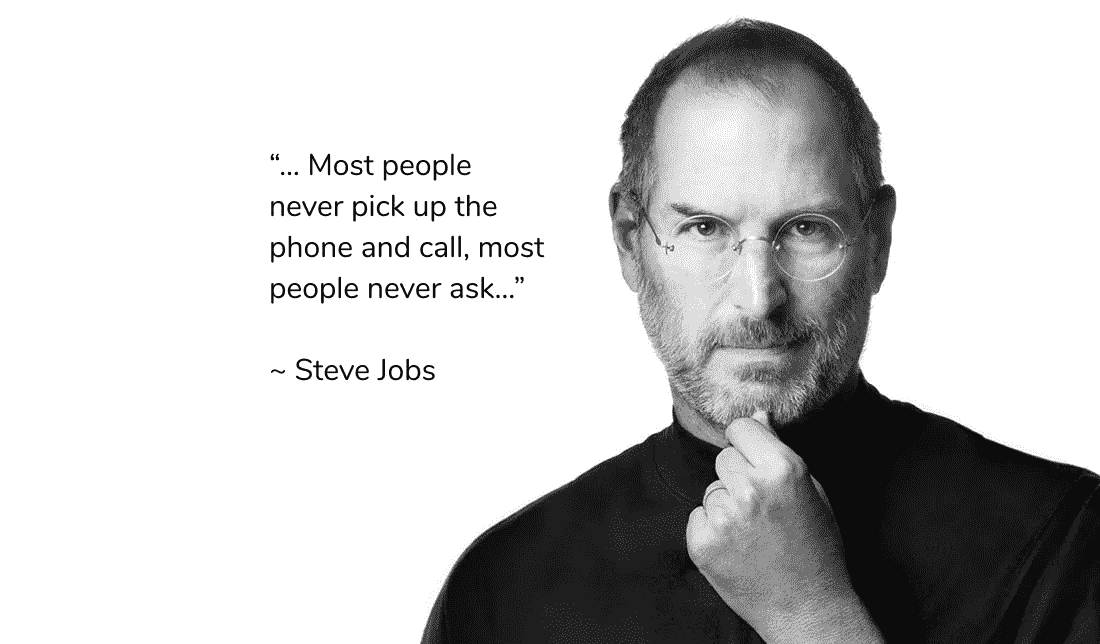 “... Most people
never pick up the
phone and call, most
people never ask...”
~ Steve Jobs